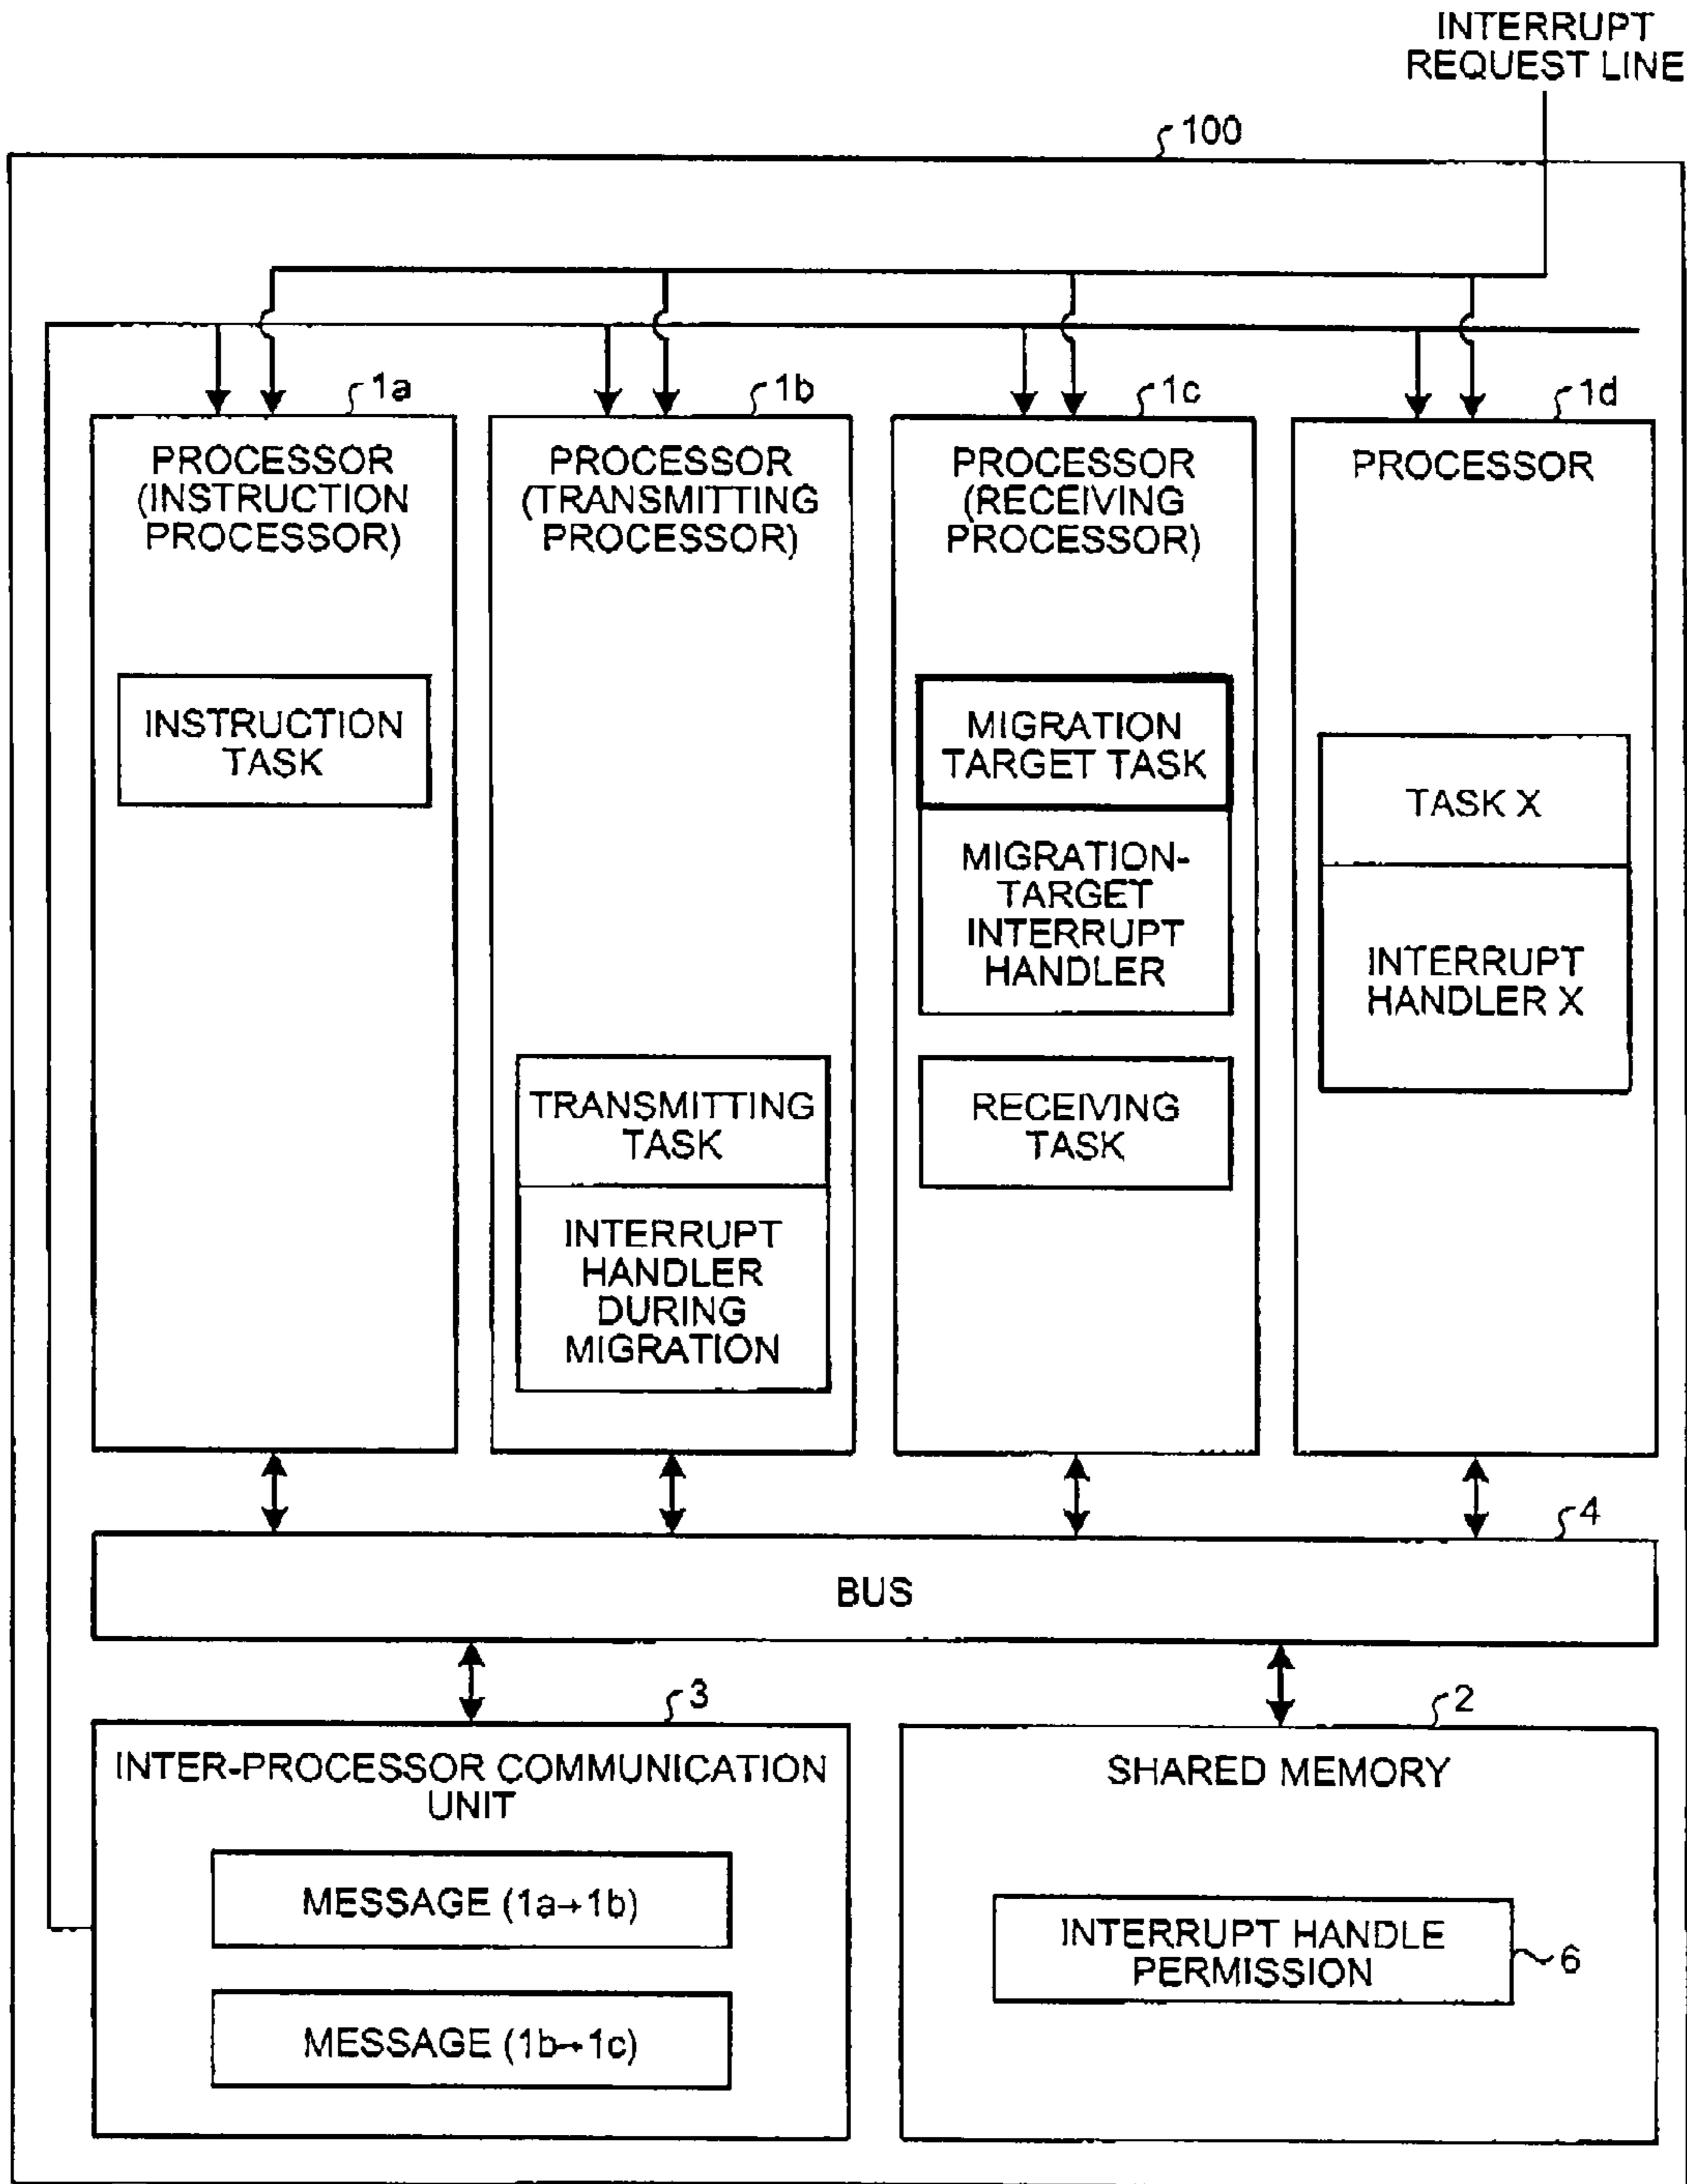 INTERRUPT
REQUEST LINE
100
1a
1b
1c
1d
PROCESSOR
(INSTRUCTION
PROCESSOR)
PROCESSOR
(TRANSMITTING
PROCESSOR)
PROCESSOR
(RECEIVING
PROCESSOR)
PROCESSOR
INSTRUCTION
TASK
MIGRATION
TARGET TASK
MIGRATION-
TARGET
INTERRUPT
HANDLER
TASK X
INTERRUPT
HANDLER X
TRANSMITTING
TASK
INTERRUPT
HANDLER
DURING
MIGRATION
RECEIVING
TASK
4
BUS
3
2
INTER-PROCESSOR COMMUNICATION
UNIT
MESSAGE (1a→1b)
MESSAGE (1b→1c)
SHARED MEMORY
INTERRUPT HANDLE
PERMISSION
6